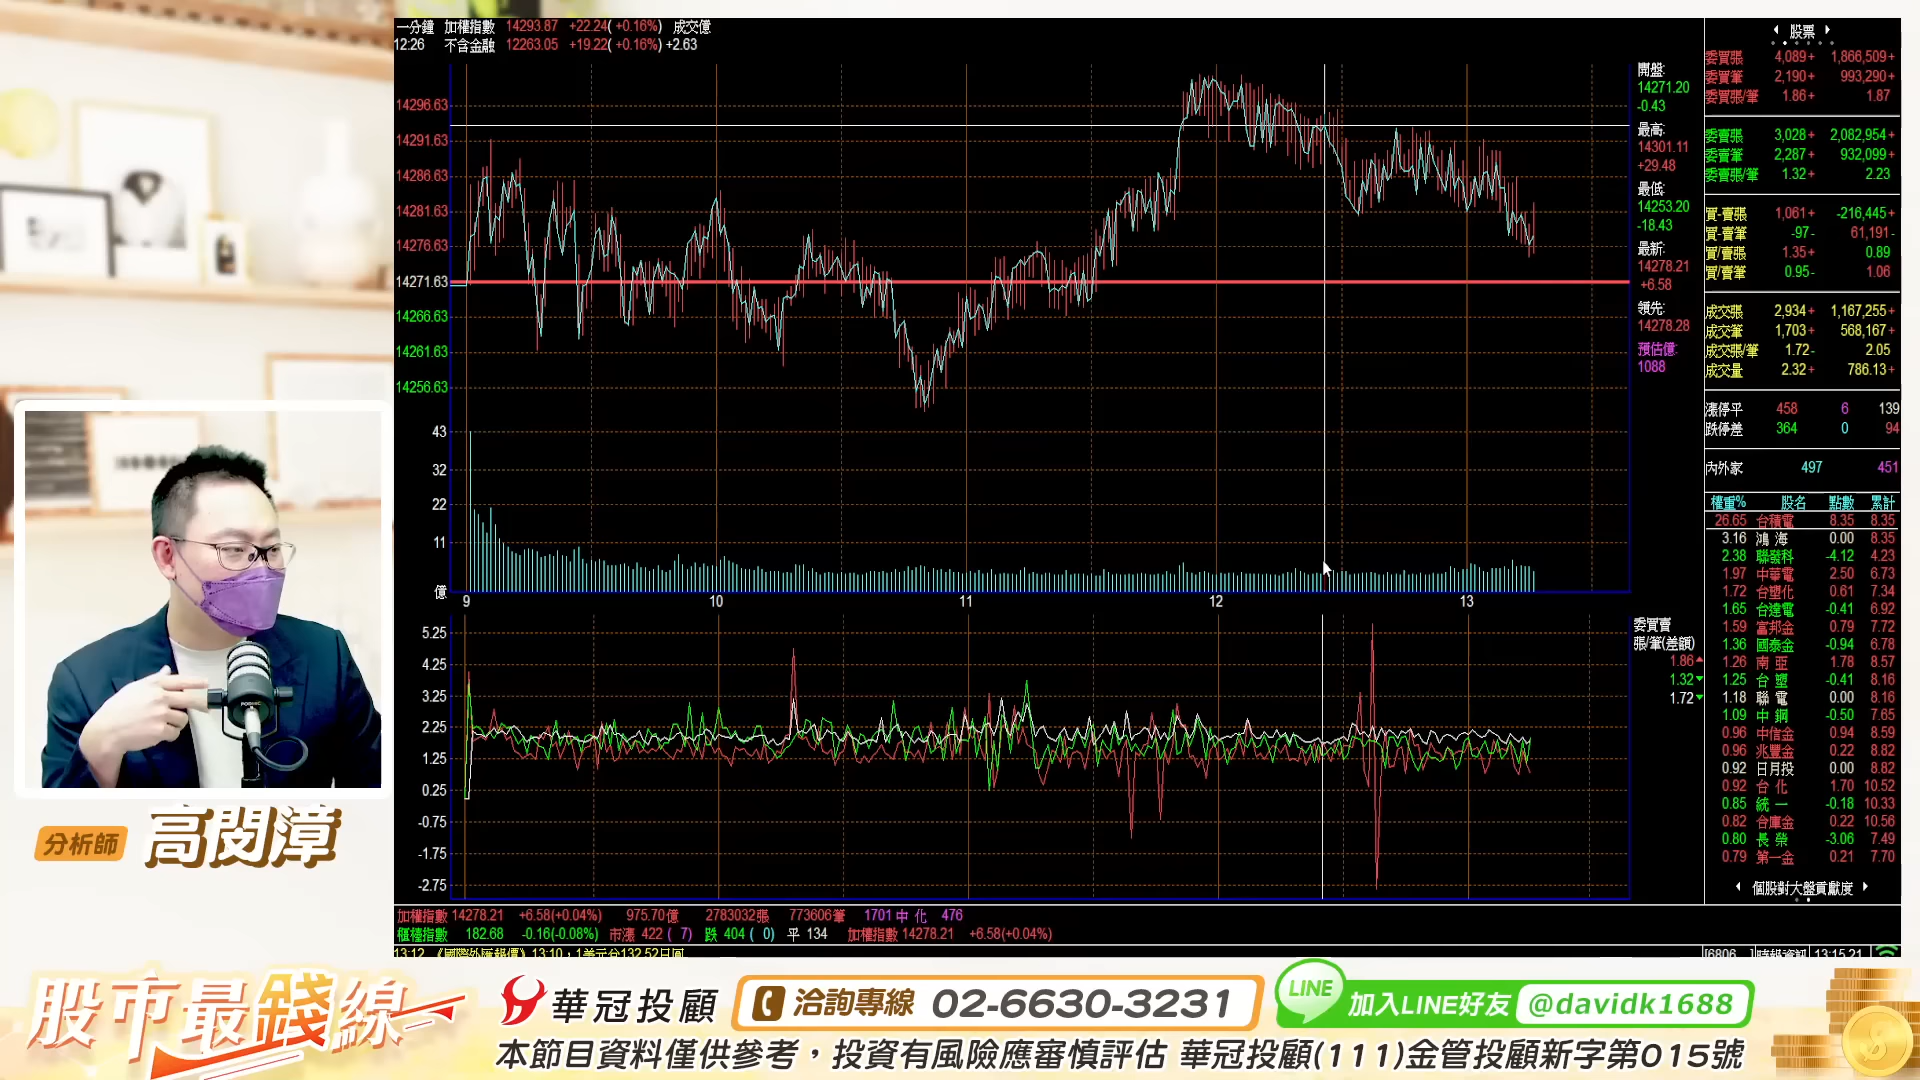 一分鐘 加權指數 14293.87 +22.24( +0.16%) 成交億
12:26 不含金融 12263.05 +19.22( +0.16%) +2.63
14296.63
14291.63
14286.63
14281.63
14276.63
14271.63
14266.63
14261.63
14256.63
43
32
22
11
億
9 10 11 12 13
5.25
4.25
3.25
2.25
1.25
0.25
-0.75
-1.75
-2.75
開盤:
14271.20
-0.43
最高:
14301.11
+29.48
最低:
14253.20
-18.43
最新:
14278.21
+6.58
領先:
14278.28
預估億:
1088
委買賣
張/筆(差額)
1.86
1.32
1.72
股票
委買張 4,089+ 1,866,509+
委買筆 2,190+ 993,290+
委買張/筆 1.86+ 1.87
委賣張 3,028+ 2,082,954+
委賣筆 2,287+ 932,099+
委賣張/筆 1.32+ 2.23
買-賣張 1,061+ -216,445+
買-賣筆 -97- 61,191-
買/賣張 1.35+ 0.89
買/賣筆 0.95- 1.06
成交張 2,934+ 1,167,255+
成交筆 1,703+ 568,167+
成交張/筆 1.72- 2.05
成交量 2.32+ 786.13+
漲停平 458 6 139
跌停差 364 0 94
內外家 497 451
權重% 股名 點數 累計
26.65 台積電 8.35 8.35
3.16 鴻 海 0.00 8.35
2.38 聯發科 -4.12 4.23
1.97 中華電 2.50 6.73
1.72 台塑化 0.61 7.34
1.65 台達電 -0.41 6.92
1.59 富邦金 0.79 7.72
1.36 國泰金 -0.94 6.78
1.26 南 亞 1.78 8.57
1.25 台 塑 -0.41 8.16
1.18 聯 電 0.00 8.16
1.09 中 鋼 -0.50 7.65
0.96 中信金 0.94 8.59
0.96 兆豐金 0.22 8.82
0.92 日月投 0.00 8.82
0.92 台 化 1.70 10.52
0.85 統 一 -0.18 10.33
0.82 合庫金 0.22 10.56
0.80 長 榮 -3.06 7.49
0.79 第一金 0.21 7.70
個股對大盤貢獻度
加權指數 14278.21 +6.58(+0.04%) 975.70億 2783032張 773606筆 1701 中 化 476
櫃檯指數 182.68 -0.16(-0.08%) 市漲 422 ( 7) 跌 404 ( 0) 平 134 加權指數 14278.21 +6.58(+0.04%)
13:12 《國際外匯報價》13:10，1美元兌132.52日圓
[6806 ]時報資訊 13:15.21
分析師 高閔漳
股市最錢線
華冠投顧
洽詢專線 02-6630-3231
LINE 加入LINE好友 @davidk1688
本節目資料僅供參考，投資有風險應審慎評估 華冠投顧(111)金管投顧新字第015號